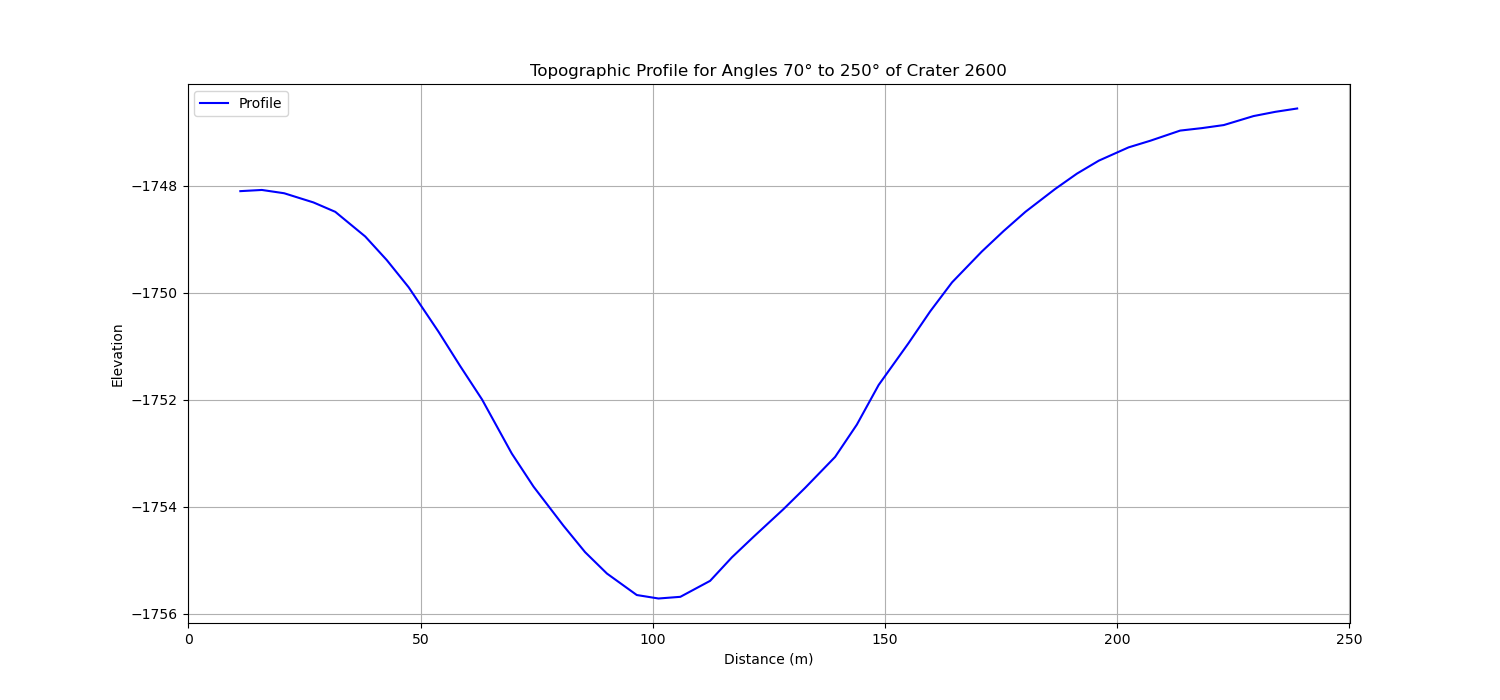 Topographic Profile for Angles 70° to 250° of Crater 2600
Profile
−1748
−1750
−1752
−1754
−1756
Elevation
0 50 100 150 200 250
Distance (m)